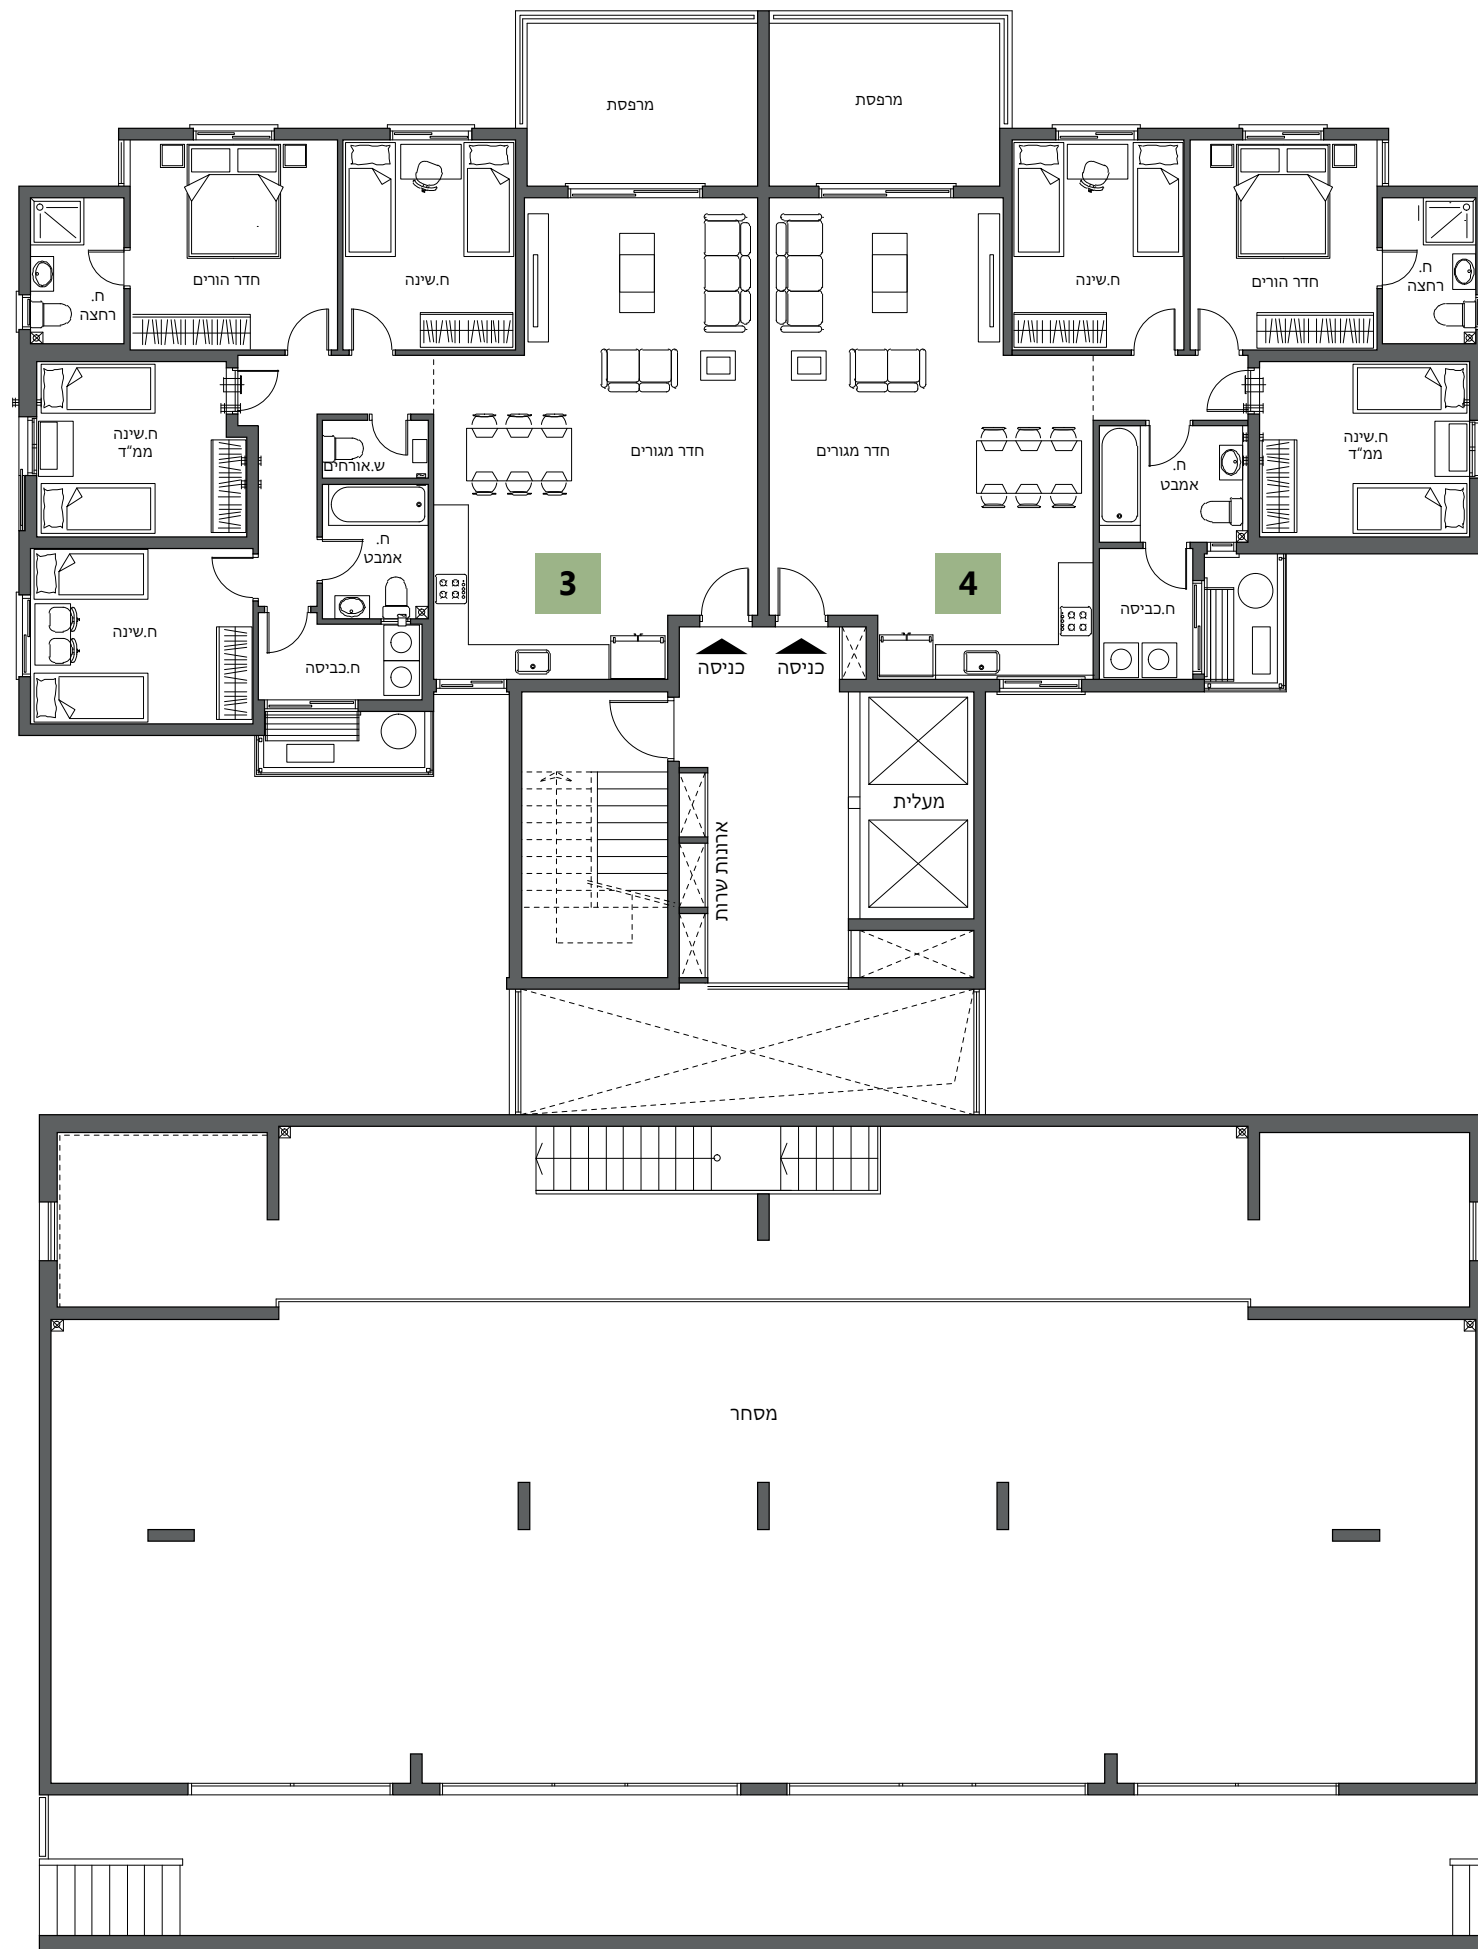 מרפסת
מרפסת
חדר הורים
ח.שינה
ח.שינה
חדר הורים
ח.
רחצה
ח.
רחצה
ח.שינה
ממ"ד
חדר מגורים
חדר מגורים
ח.שינה
ממ"ד
ש.אורחים
ח.
אמבט
ח.
אמבט
3
4
ח.שינה
ח.כביסה
ח.כביסה
כניסה
כניסה
מעלית
ארונות שרות
מסחר